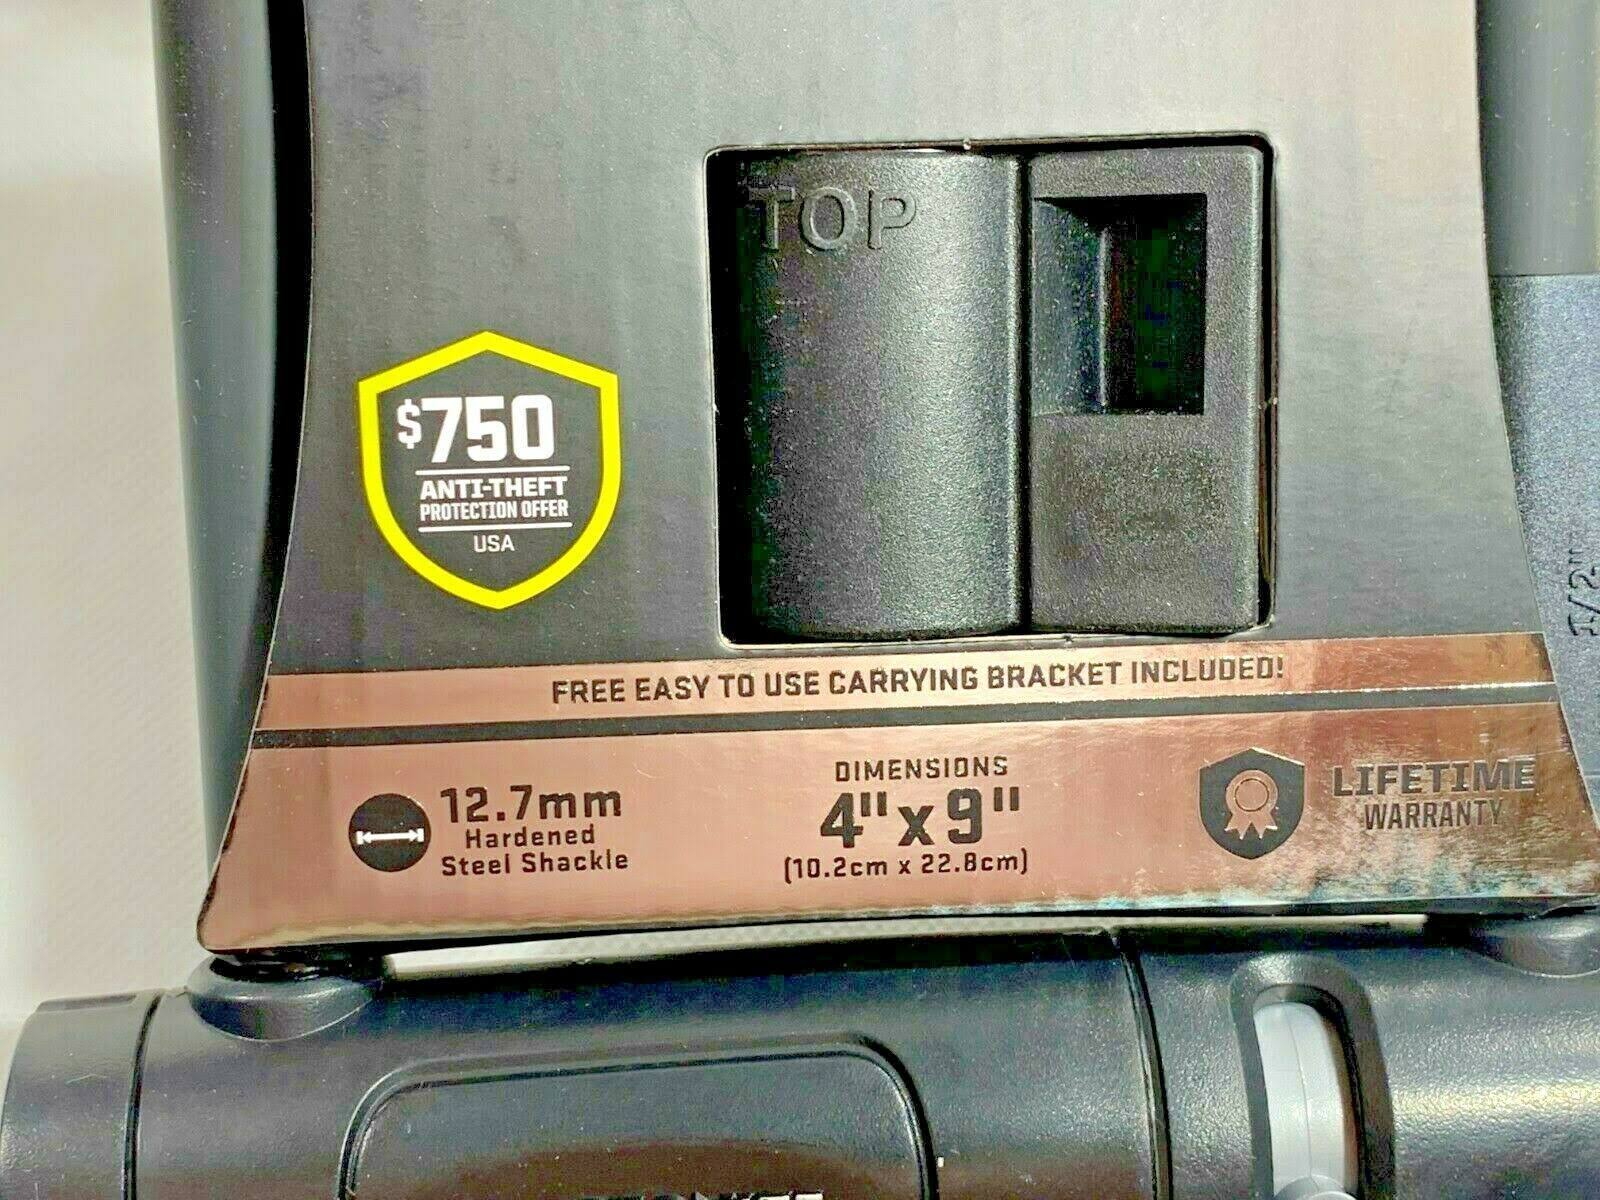 TOP
$750
ANTI-THEFT
PROTECTION OFFER
USA
1/2"
FREE EASY TO USE CARRYING BRACKET INCLUDED!
12.7mm
Hardened
Steel Shackle
DIMENSIONS
4" x 9"
(10.2cm x 22.8cm)
LIFETIME
WARRANTY